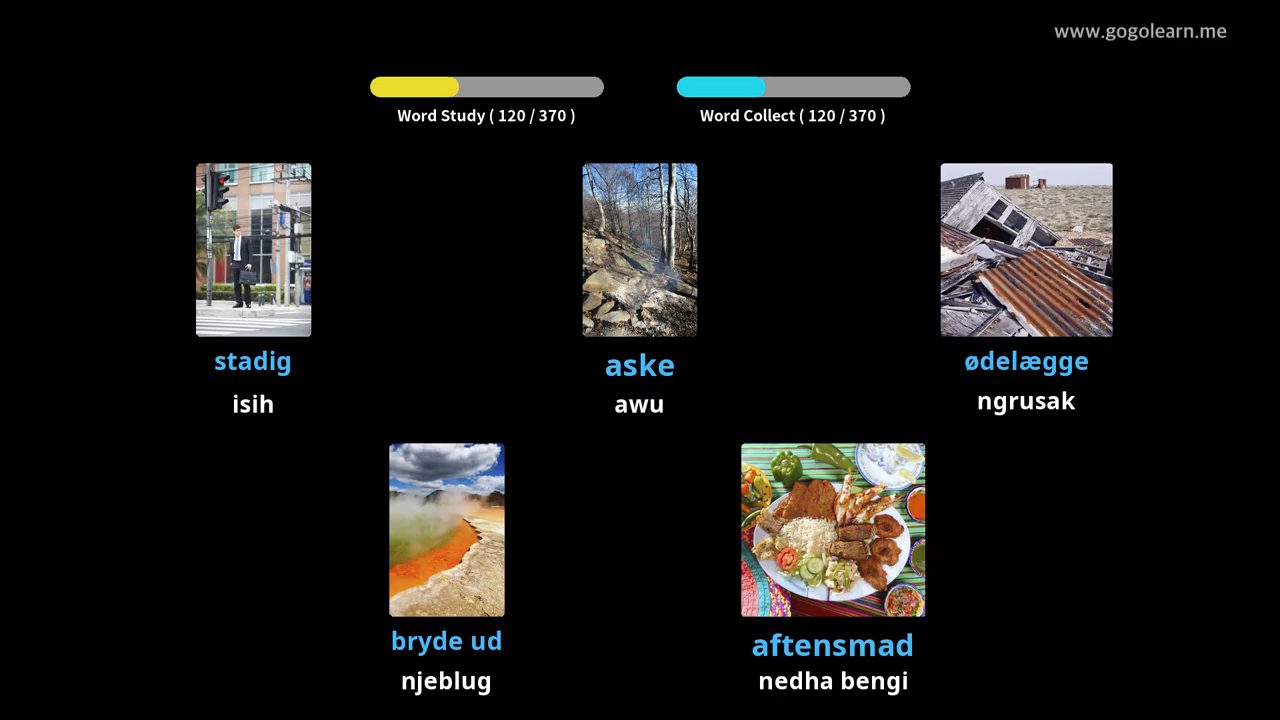 www.gogolearn.me
Word Study ( 120 / 370 )
Word Collect ( 120 / 370 )
stadig
aske
ødelægge
isih
awu
ngrusak
bryde ud
aftensmad
njeblug
nedha bengi